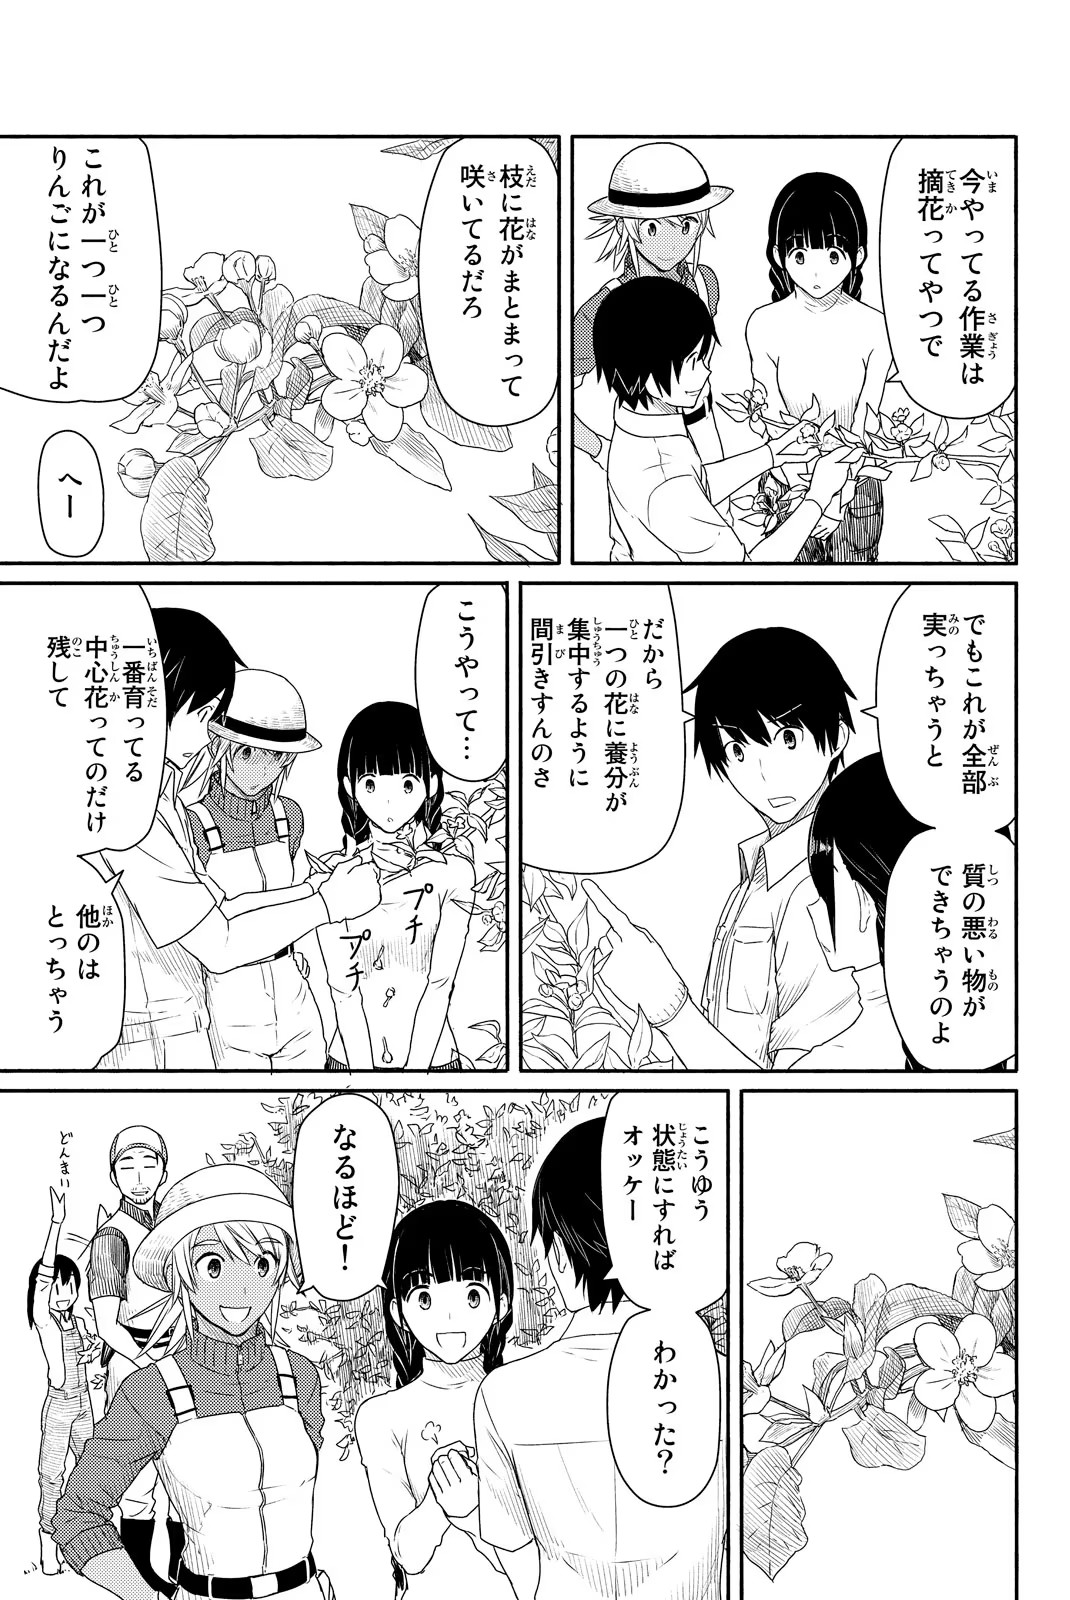 今やってる作業は
摘花ってやつで
枝に花がまとまって
咲いてるだろ
これが一つ一つ
りんごになるんだよ
へー
でもこれが全部
実っちゃうと
質の悪い物が
できちゃうのよ
だから
一つの花に養分が
集中するように
間引きすんのさ
こうやって…
プチ
プチ
一番育ってる
中心花ってのだけ
残して
他のは
とっちゃう
こうゆう
状態にすれば
オッケー
わかった？
なるほど！
どんまい